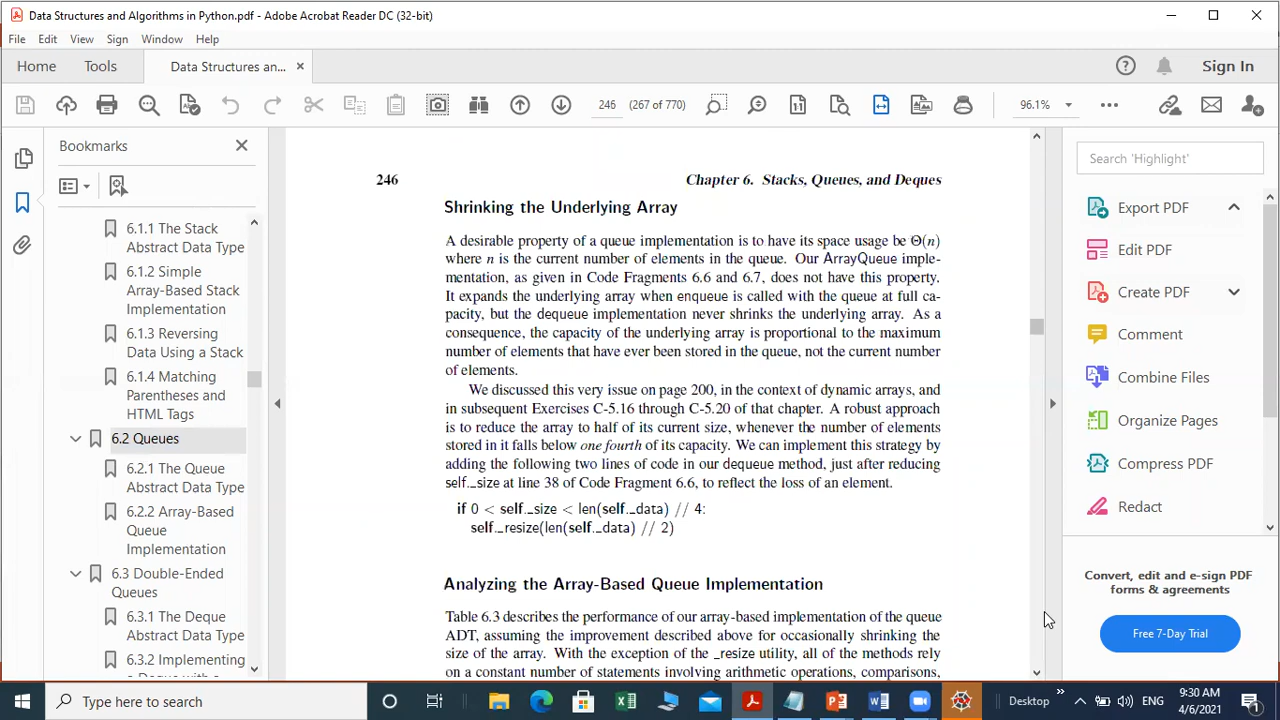 Data Structures and Algorithms in Python.pdf - Adobe Acrobat Reader DC (32-bit)
File Edit View Sign Window Help
Home Tools Data Structures an... Sign In
246 (267 of 770) 96.1%
Bookmarks
6.1.1 The Stack
Abstract Data Type
6.1.2 Simple
Array-Based Stack
Implementation
6.1.3 Reversing
Data Using a Stack
6.1.4 Matching
Parentheses and
HTML Tags
6.2 Queues
6.2.1 The Queue
Abstract Data Type
6.2.2 Array-Based
Queue
Implementation
6.3 Double-Ended
Queues
6.3.1 The Deque
Abstract Data Type
6.3.2 Implementing
246 Chapter 6. Stacks, Queues, and Deques
Shrinking the Underlying Array
A desirable property of a queue implementation is to have its space usage be Θ(n)
where n is the current number of elements in the queue. Our ArrayQueue imple-
mentation, as given in Code Fragments 6.6 and 6.7, does not have this property.
It expands the underlying array when enqueue is called with the queue at full ca-
pacity, but the dequeue implementation never shrinks the underlying array. As a
consequence, the capacity of the underlying array is proportional to the maximum
number of elements that have ever been stored in the queue, not the current number
of elements.
We discussed this very issue on page 200, in the context of dynamic arrays, and
in subsequent Exercises C-5.16 through C-5.20 of that chapter. A robust approach
is to reduce the array to half of its current size, whenever the number of elements
stored in it falls below one fourth of its capacity. We can implement this strategy by
adding the following two lines of code in our dequeue method, just after reducing
self._size at line 38 of Code Fragment 6.6, to reflect the loss of an element.
if 0 < self._size < len(self._data) // 4:
self._resize(len(self._data) // 2)
Analyzing the Array-Based Queue Implementation
Table 6.3 describes the performance of our array-based implementation of the queue
ADT, assuming the improvement described above for occasionally shrinking the
size of the array. With the exception of the _resize utility, all of the methods rely
on a constant number of statements involving arithmetic operations, comparisons,
Search 'Highlight'
Export PDF
Edit PDF
Create PDF
Comment
Combine Files
Organize Pages
Compress PDF
Redact
Convert, edit and e-sign PDF
forms & agreements
Free 7-Day Trial
Type here to search
Desktop
ENG
9:30 AM
4/6/2021
1